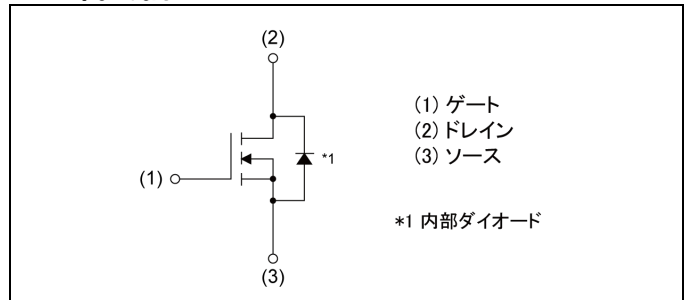 (2)
(1) ゲート
(2) ドレイン
(3) ソース
*1
(1)
*1 内部ダイオード
(3)